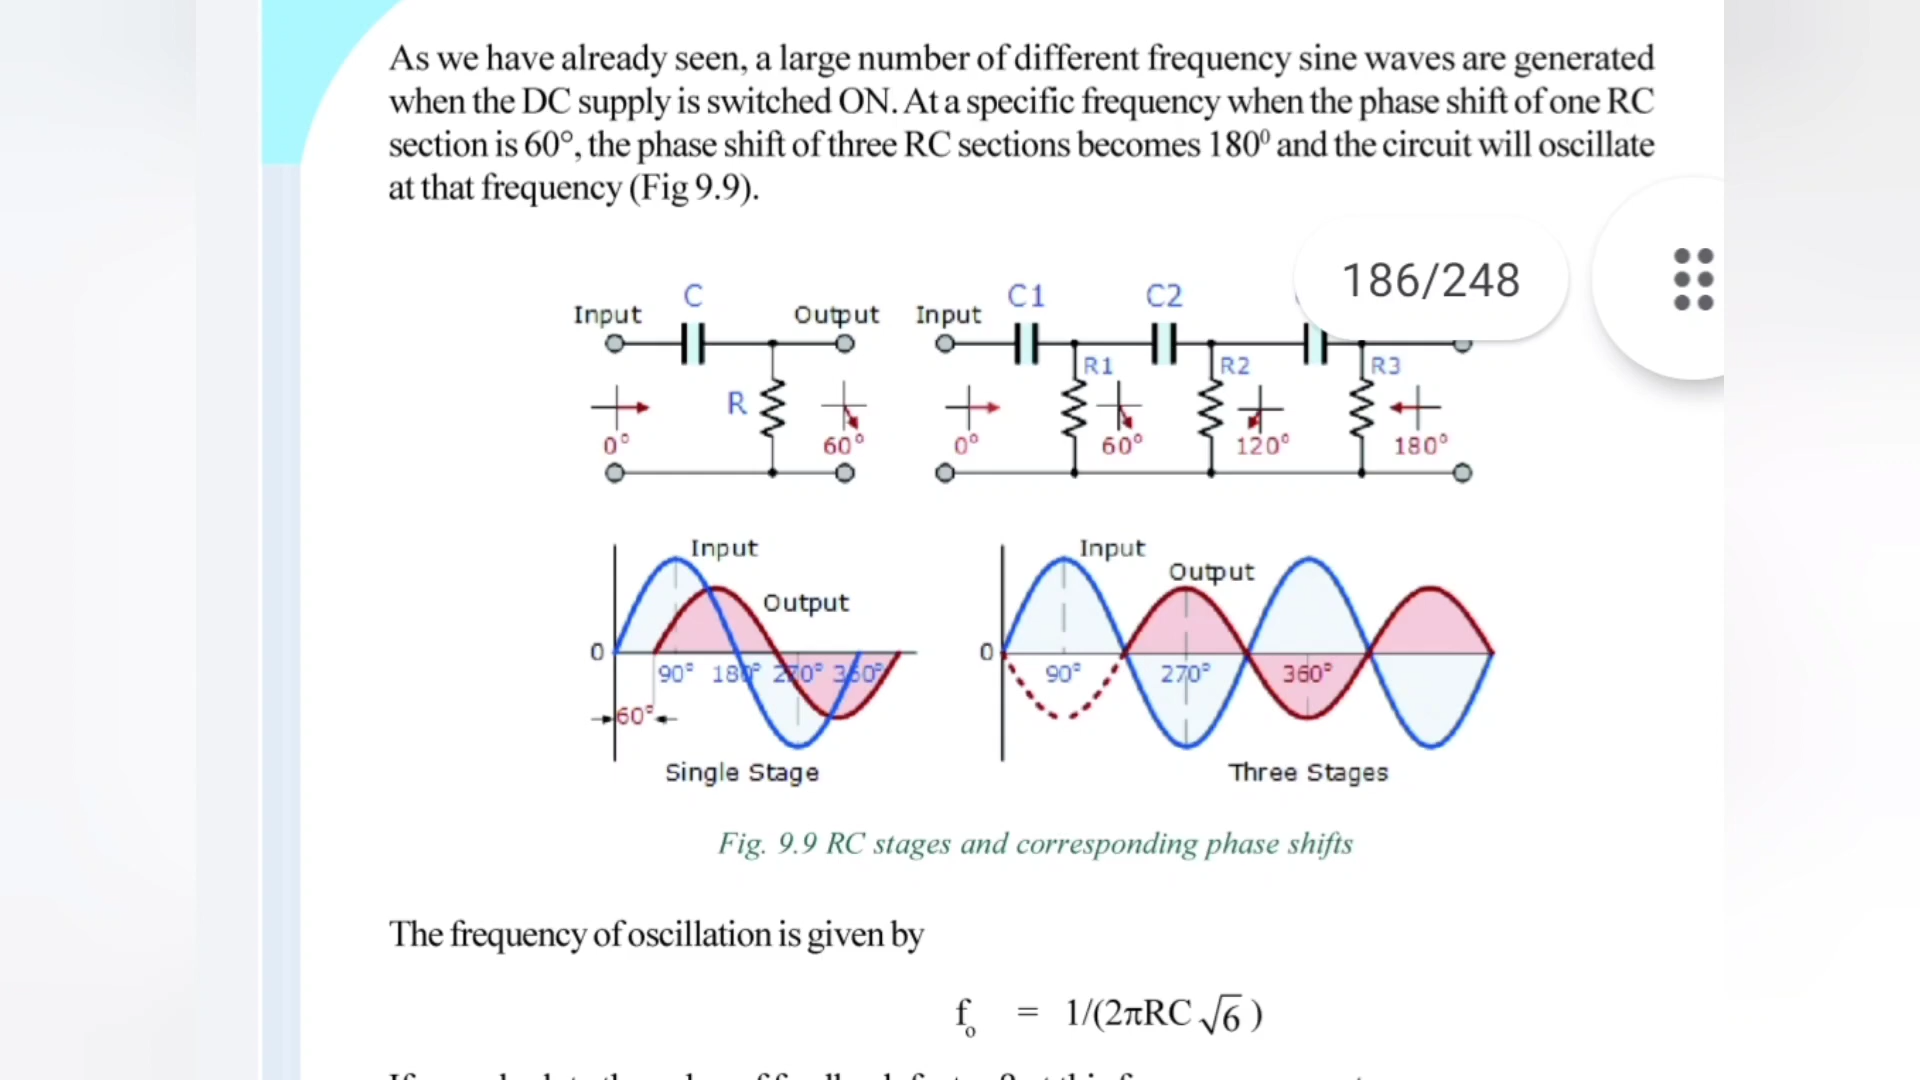 As we have already seen, a large number of different frequency sine waves are generated
when the DC supply is switched ON. At a specific frequency when the phase shift of one RC
section is 60°, the phase shift of three RC sections becomes 180⁰ and the circuit will oscillate
at that frequency (Fig 9.9).
186/248
C C1 C2
Input Output Input
R1 R2 R3
R
0° 60° 0° 60° 120° 180°
Input Input
Output
Output
0 0
90° 180° 270° 360° 90° 270° 360°
60°
Single Stage Three Stages
Fig. 9.9 RC stages and corresponding phase shifts
The frequency of oscillation is given by
fₒ = 1/(2πRC √6 )